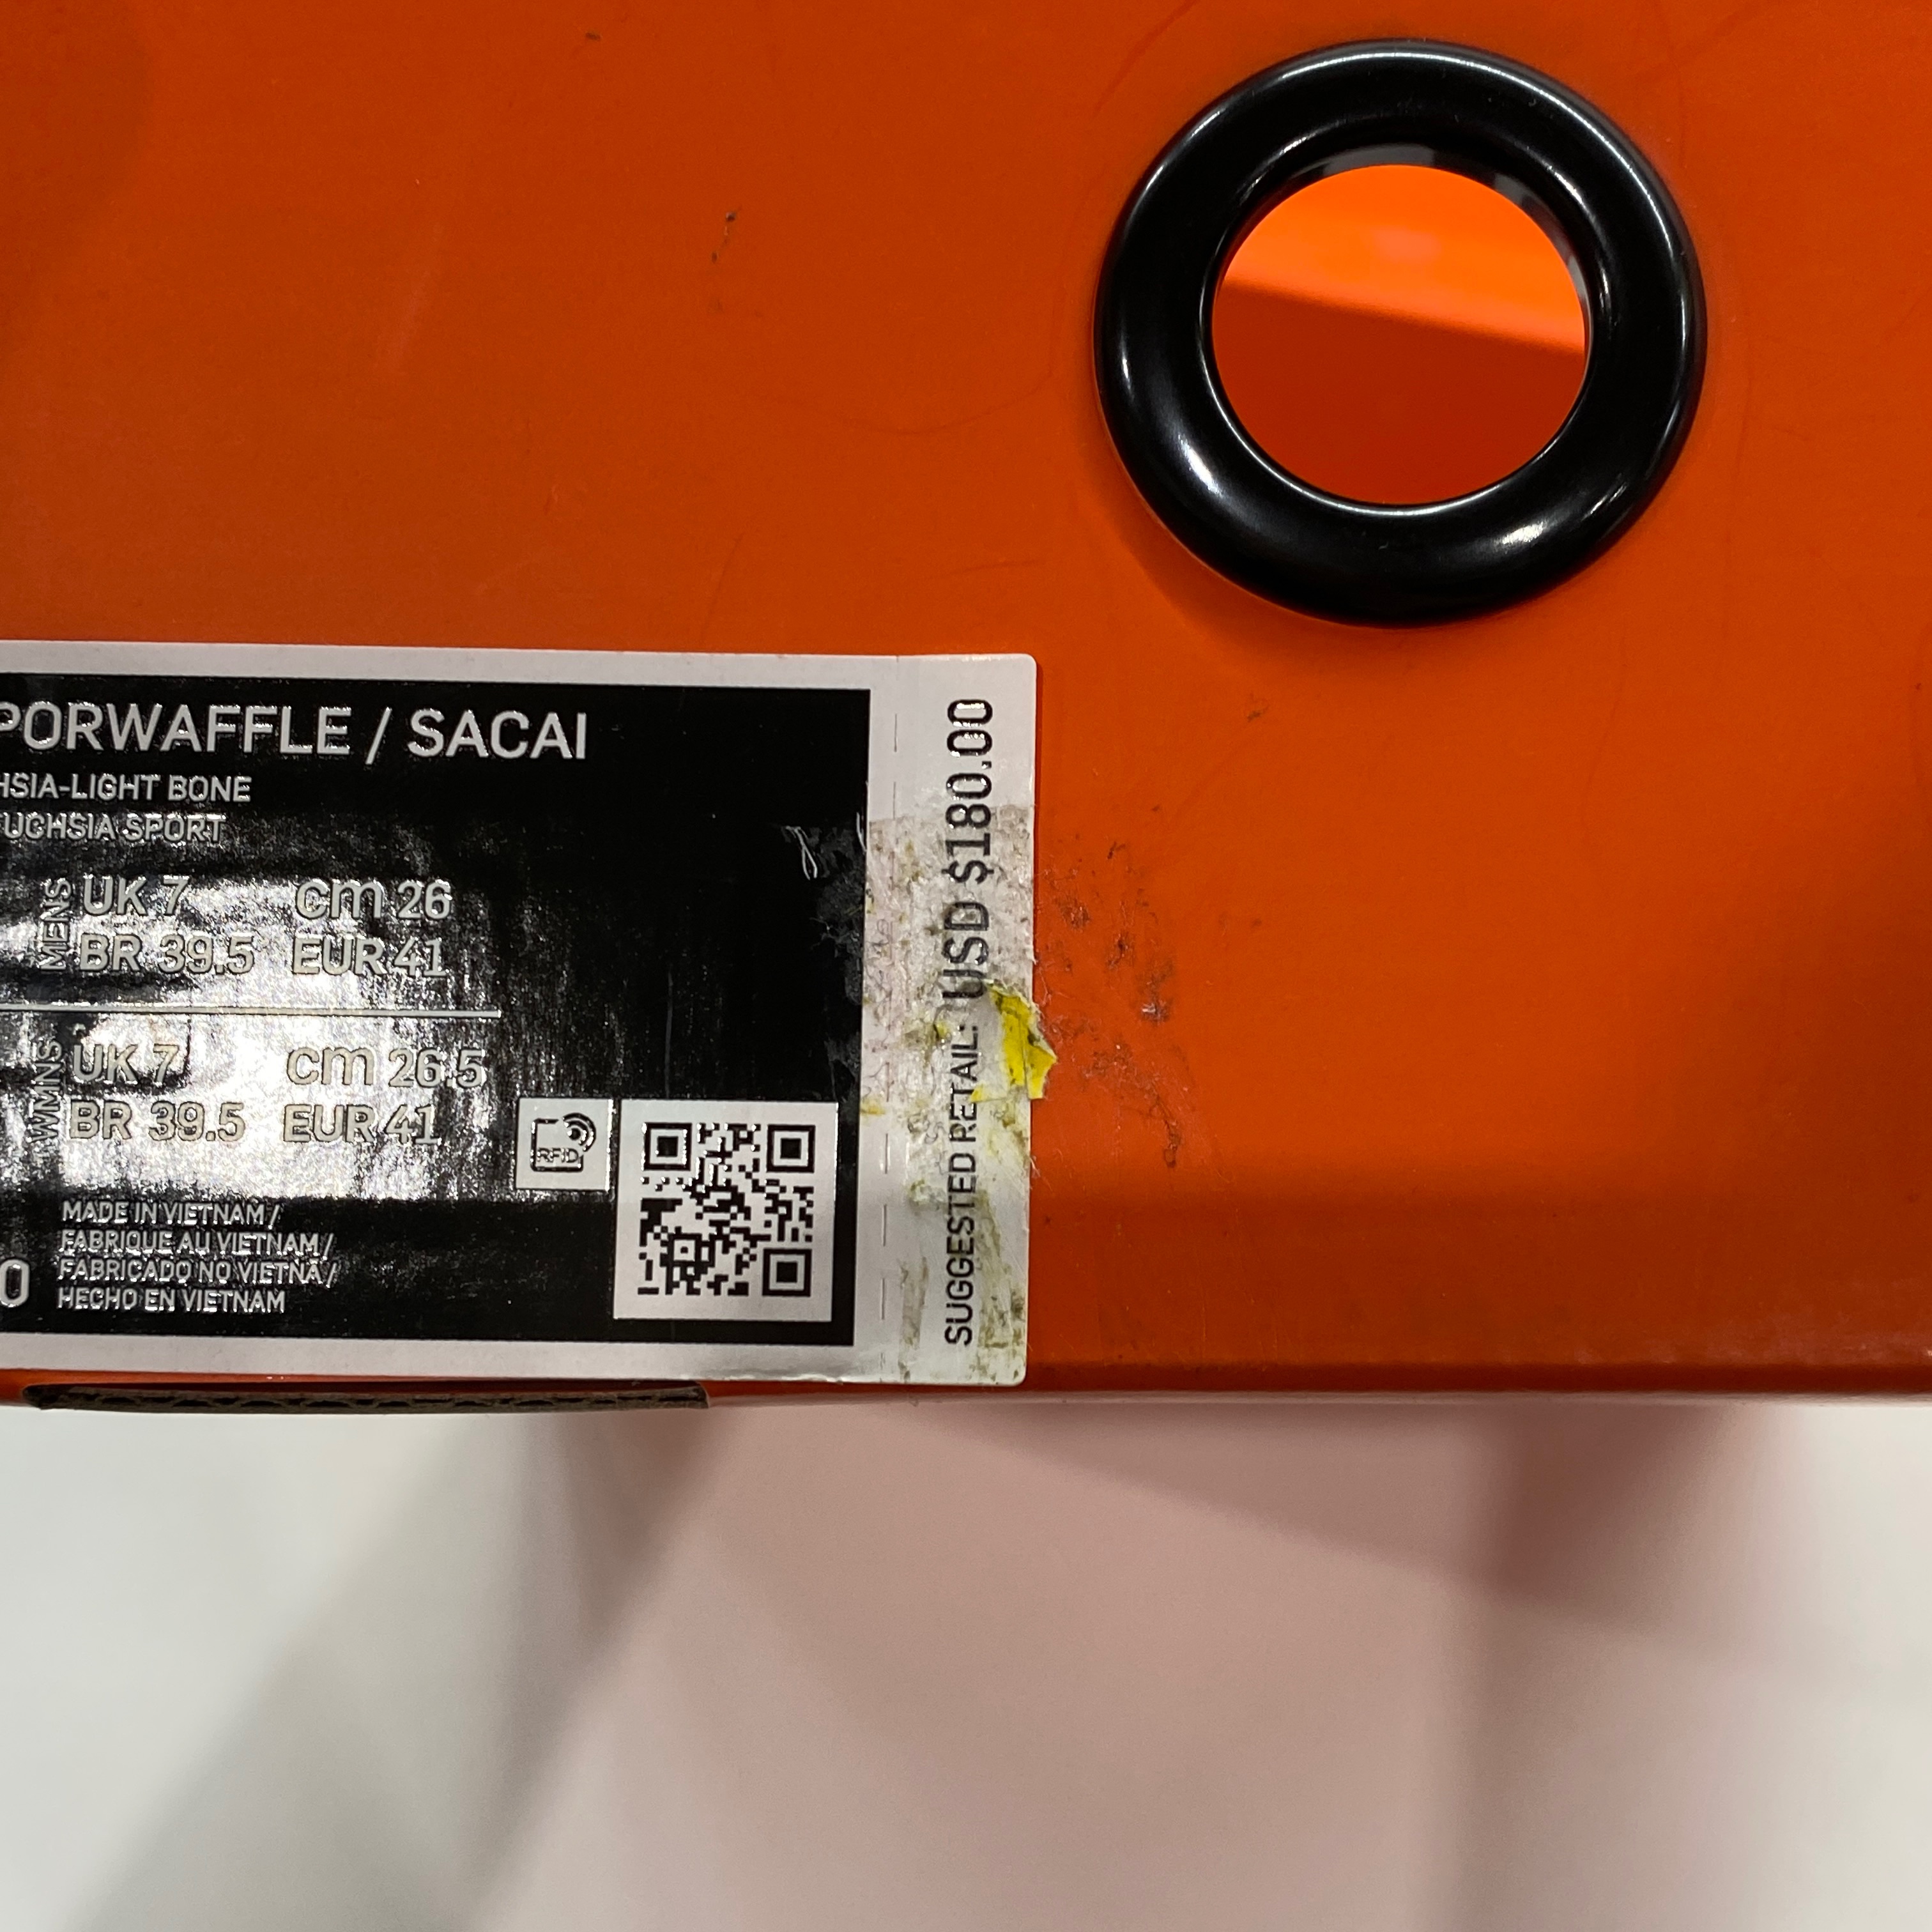 PORWAFFLE / SACAI
HSIA-LIGHT BONE
UCHSIA SPORT
MENS
UK 7 cm 26
BR 39.5 EUR 41
WMNS
UK 7 cm 26.5
BR 39.5 EUR 41
RFID
0
MADE IN VIETNAM /
FABRIQUE AU VIETNAM /
FABRICADO NO VIETNA /
HECHO EN VIETNAM
SUGGESTED RETAIL: USD $180.00